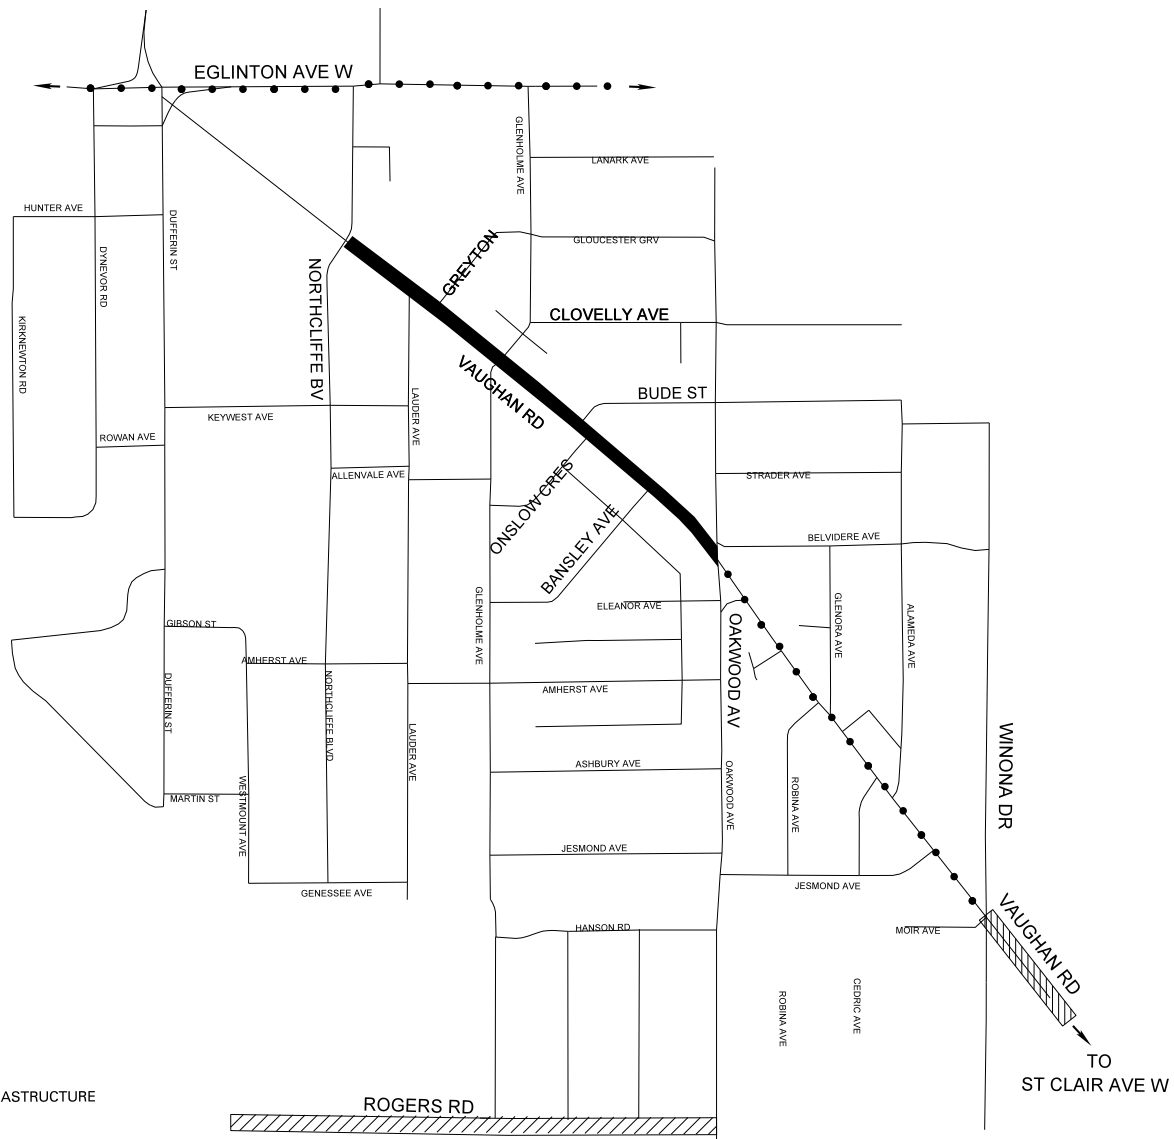 EGLINTON AVE W
GLENHOLME AVE
LANARK AVE
HUNTER AVE
DUFFERIN ST
GREYTON
GLOUCESTER GRV
DYNEVOR RD
NORTHCLIFFE BV
CLOVELLY AVE
KIRKNEWTON RD
VAUGHAN RD
BUDE ST
LAUDER AVE
KEYWEST AVE
ROWAN AVE
ALLENVALE AVE
STRADER AVE
ONSLOW CRES
BANSLEY AVE
BELVIDERE AVE
GLENHOLME AVE
ELEANOR AVE
OAKWOOD AV
GLENORA AVE
ALAMEDA AVE
GIBSON ST
AMHERST AVE
DUFFERIN ST
NORTHCLIFFE BLVD
AMHERST AVE
LAUDER AVE
WINONA DR
ASHBURY AVE
OAKWOOD AVE
ROBINA AVE
MARTIN ST
WESTMOUNT AVE
JESMOND AVE
GENESSEE AVE
JESMOND AVE
HANSON RD
MOIR AVE
VAUGHAN RD
ROBINA AVE
CEDRIC AVE
TO
ST CLAIR AVE W
ASTRUCTURE
ROGERS RD